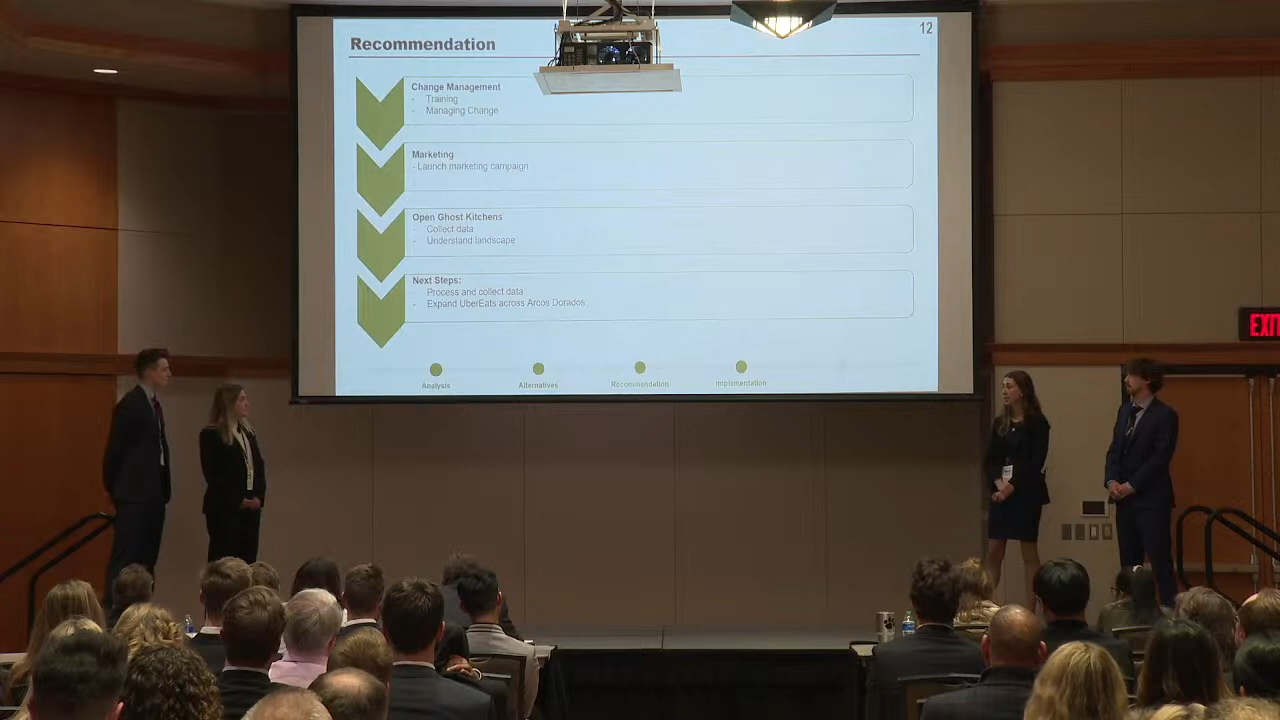 12
Recommendation
Change Management
- Training
- Managing Change
Marketing
- Launch marketing campaign
Open Ghost Kitchens
- Collect data
- Understand landscape
Next Steps:
- Process and collect data
- Expand UberEats across Arcos Dorados
Analysis
Alternatives
Recommendation
Implementation
EXIT